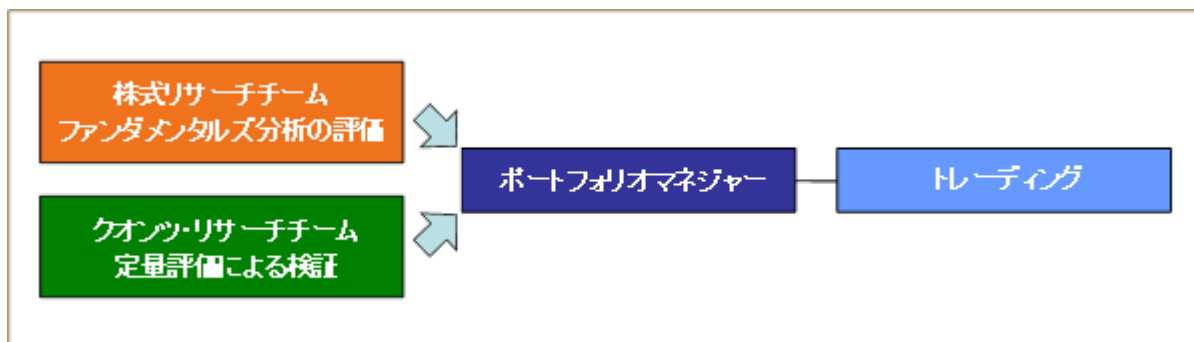 株式リサーチチーム
ファンダメンタルズ分析の評価
クオンツ・リサーチチーム
定量評価による検証
ポートフォリオマネジャー
トレーディング